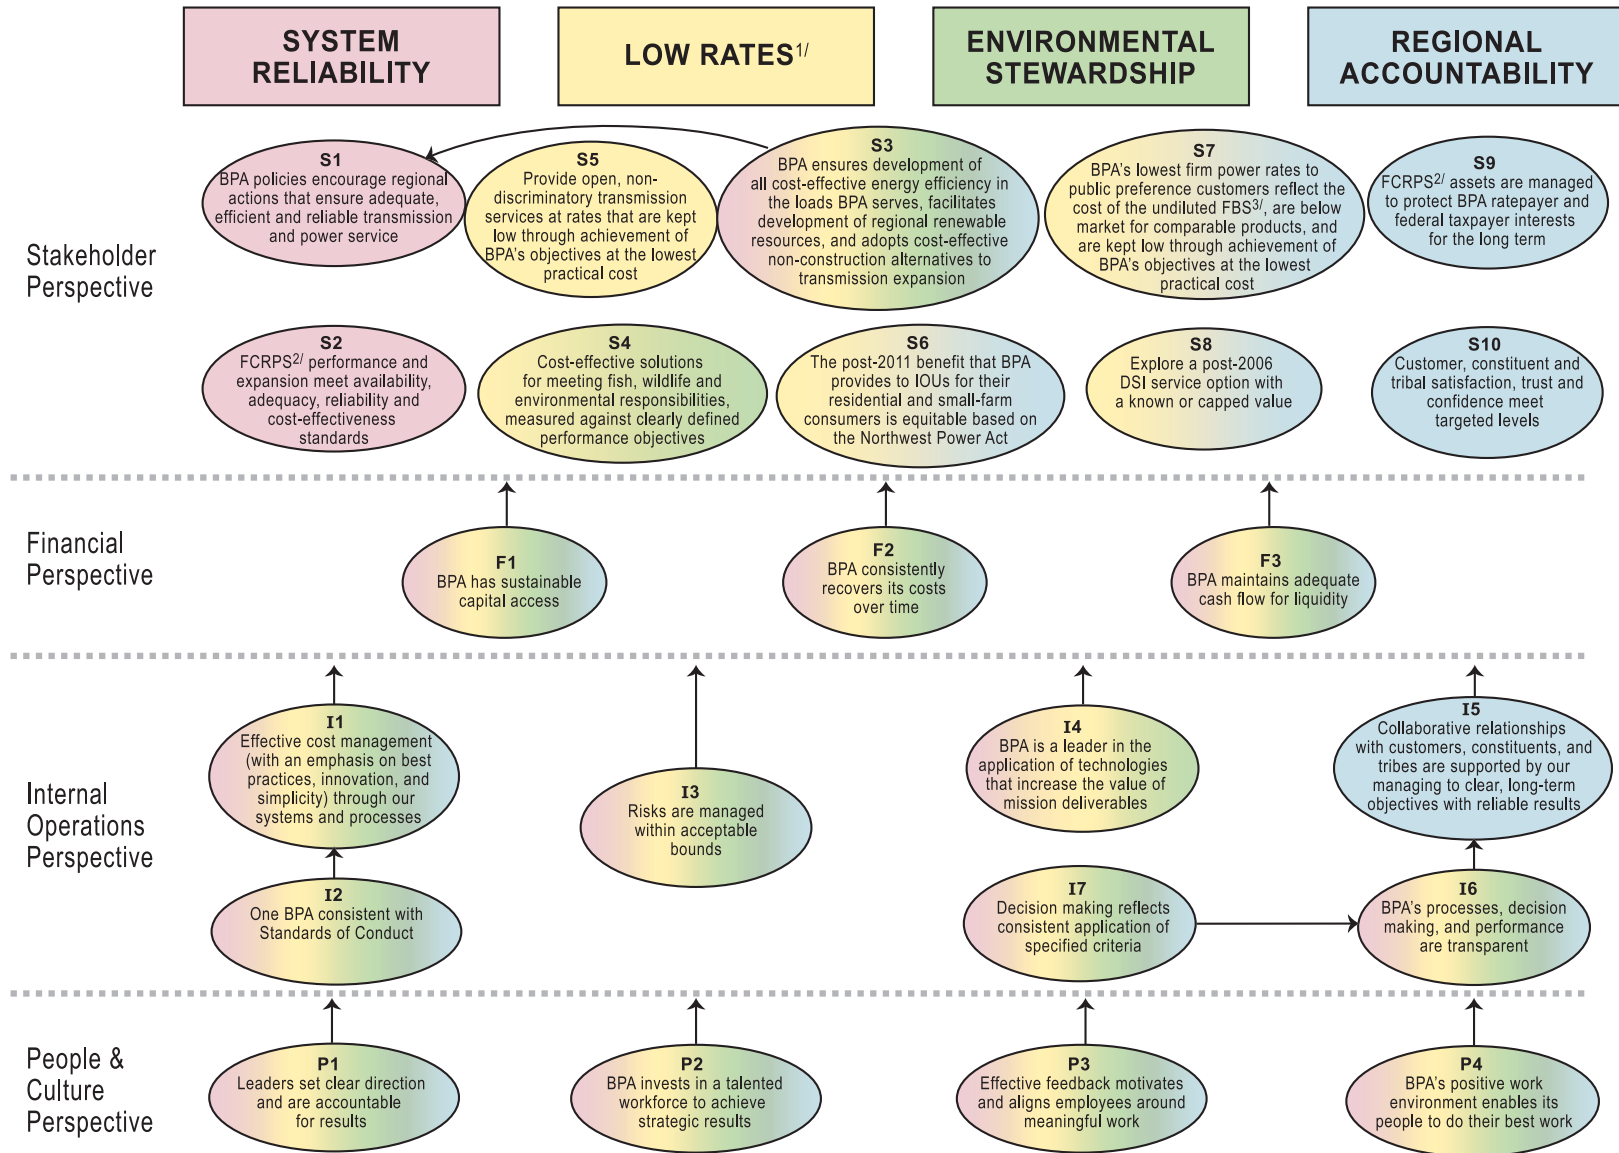 SYSTEM
RELIABILITY
LOW RATES1/
ENVIRONMENTAL
STEWARDSHIP
REGIONAL
ACCOUNTABILITY
Stakeholder
Perspective
S1
BPA policies encourage regional
actions that ensure adequate,
efficient and reliable transmission
and power service
S5
Provide open, non-
discriminatory transmission
services at rates that are kept
low through achievement of
BPA's objectives at the lowest
practical cost
S3
BPA ensures development of
all cost-effective energy efficiency in
the loads BPA serves, facilitates
development of regional renewable
resources, and adopts cost-effective
non-construction alternatives to
transmission expansion
S7
BPA's lowest firm power rates to
public preference customers reflect the
cost of the undiluted FBS3/, are below
market for comparable products, and
are kept low through achievement of
BPA's objectives at the lowest
practical cost
S9
FCRPS2/ assets are managed
to protect BPA ratepayer and
federal taxpayer interests
for the long term
S2
FCRPS2/ performance and
expansion meet availability,
adequacy, reliability and
cost-effectiveness
standards
S4
Cost-effective solutions
for meeting fish, wildlife and
environmental responsibilities,
measured against clearly defined
performance objectives
S6
The post-2011 benefit that BPA
provides to IOUs for their
residential and small-farm
consumers is equitable based on
the Northwest Power Act
S8
Explore a post-2006
DSI service option with
a known or capped value
S10
Customer, constituent and
tribal satisfaction, trust and
confidence meet
targeted levels
Financial
Perspective
F1
BPA has sustainable
capital access
F2
BPA consistently
recovers its costs
over time
F3
BPA maintains adequate
cash flow for liquidity
Internal
Operations
Perspective
I1
Effective cost management
(with an emphasis on best
practices, innovation, and
simplicity) through our
systems and processes
I3
Risks are managed
within acceptable
bounds
I4
BPA is a leader in the
application of technologies
that increase the value of
mission deliverables
I5
Collaborative relationships
with customers, constituents, and
tribes are supported by our
managing to clear, long-term
objectives with reliable results
I2
One BPA consistent with
Standards of Conduct
I7
Decision making reflects
consistent application of
specified criteria
I6
BPA's processes, decision
making, and performance
are transparent
People &
Culture
Perspective
P1
Leaders set clear direction
and are accountable
for results
P2
BPA invests in a talented
workforce to achieve
strategic results
P3
Effective feedback motivates
and aligns employees around
meaningful work
P4
BPA's positive work
environment enables its
people to do their best work